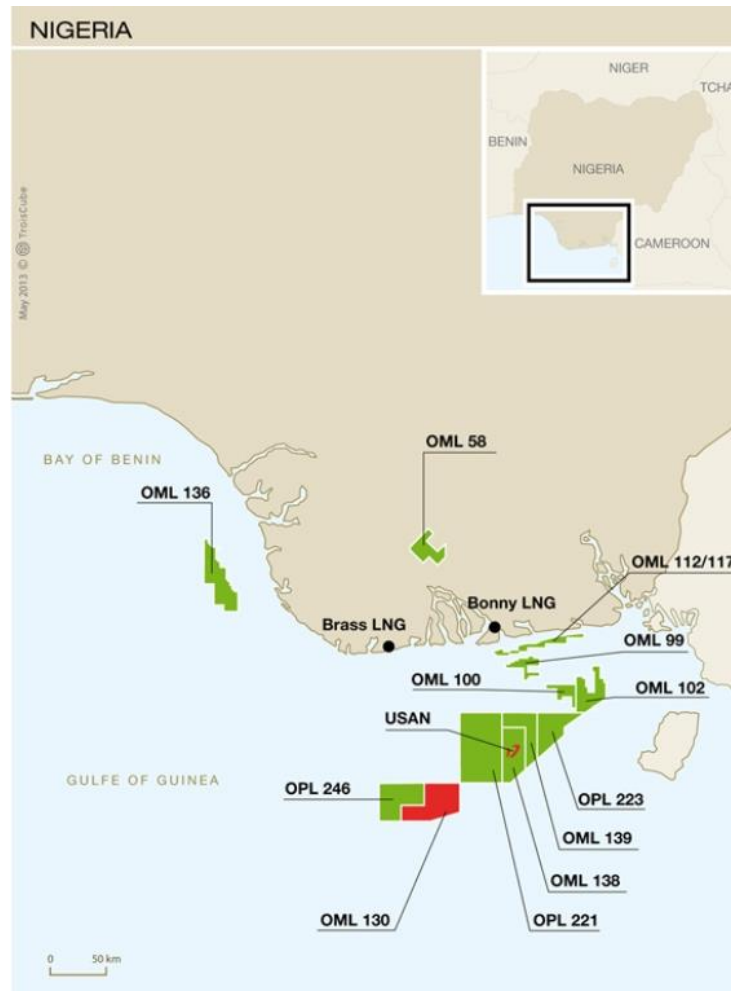 NIGERIA
NIGER
TCHA
BENIN
NIGERIA
CAMEROON
May 2013 © TroisCube
OML 58
BAY OF BENIN
OML 136
OML 112/117
Bonny LNG
Brass LNG
OML 99
OML 100
OML 102
USAN
GULFE OF GUINEA
OPL 246
OPL 223
OML 139
OML 138
OML 130
OPL 221
0 50 km